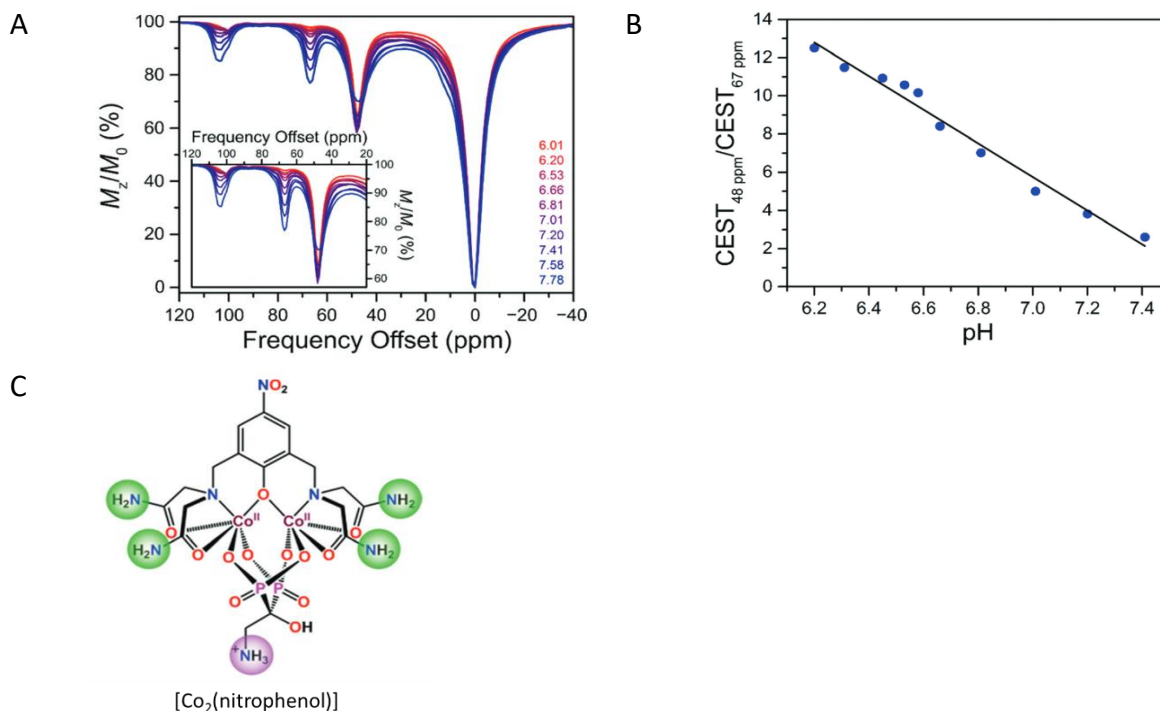 A
100
80
60
40
20
0
M_z/M_0 (%)
120 100 80 60 40 20 0 −20 −40
Frequency Offset (ppm)
Frequency Offset (ppm)
120 100 80 60 40 20
100
90
80
70
60
M_z/M_0 (%)
6.01
6.20
6.53
6.66
6.81
7.01
7.20
7.41
7.58
7.78
B
14
12
10
8
6
4
2
0
CEST_48 ppm/CEST_67 ppm
6.2 6.4 6.6 6.8 7.0 7.2 7.4
pH
C
NO₂
H₂N N O N NH₂
Co^II Co^II
O O
H₂N O O O O O O NH₂
O P P O
OH
+NH₃
[Co₂(nitrophenol)]